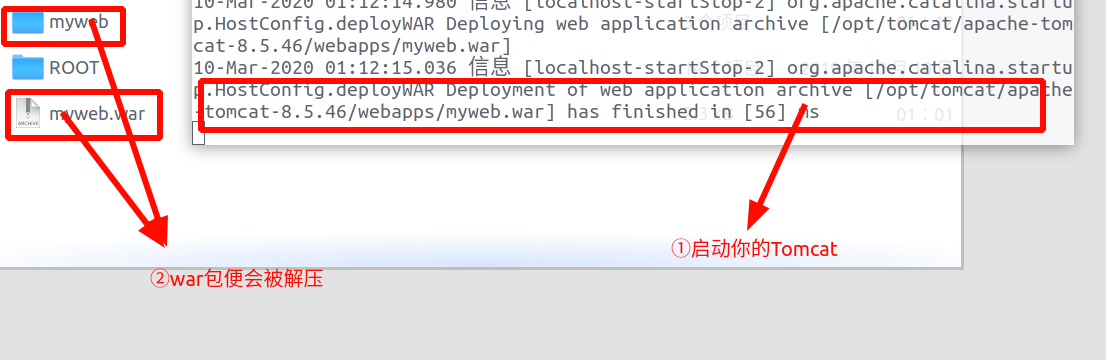 myweb
ROOT
myweb.war
10-Mar-2020 01:12:14.980 信息 [localhost-startStop-2] org.apache.catalina.startu
p.HostConfig.deployWAR Deploying web application archive [/opt/tomcat/apache-tom
cat-8.5.46/webapps/myweb.war]
10-Mar-2020 01:12:15.036 信息 [localhost-startStop-2] org.apache.catalina.startu
p.HostConfig.deployWAR Deployment of web application archive [/opt/tomcat/apache
-tomcat-8.5.46/webapps/myweb.war] has finished in [56] ms
01：01
①启动你的Tomcat
②war包便会被解压